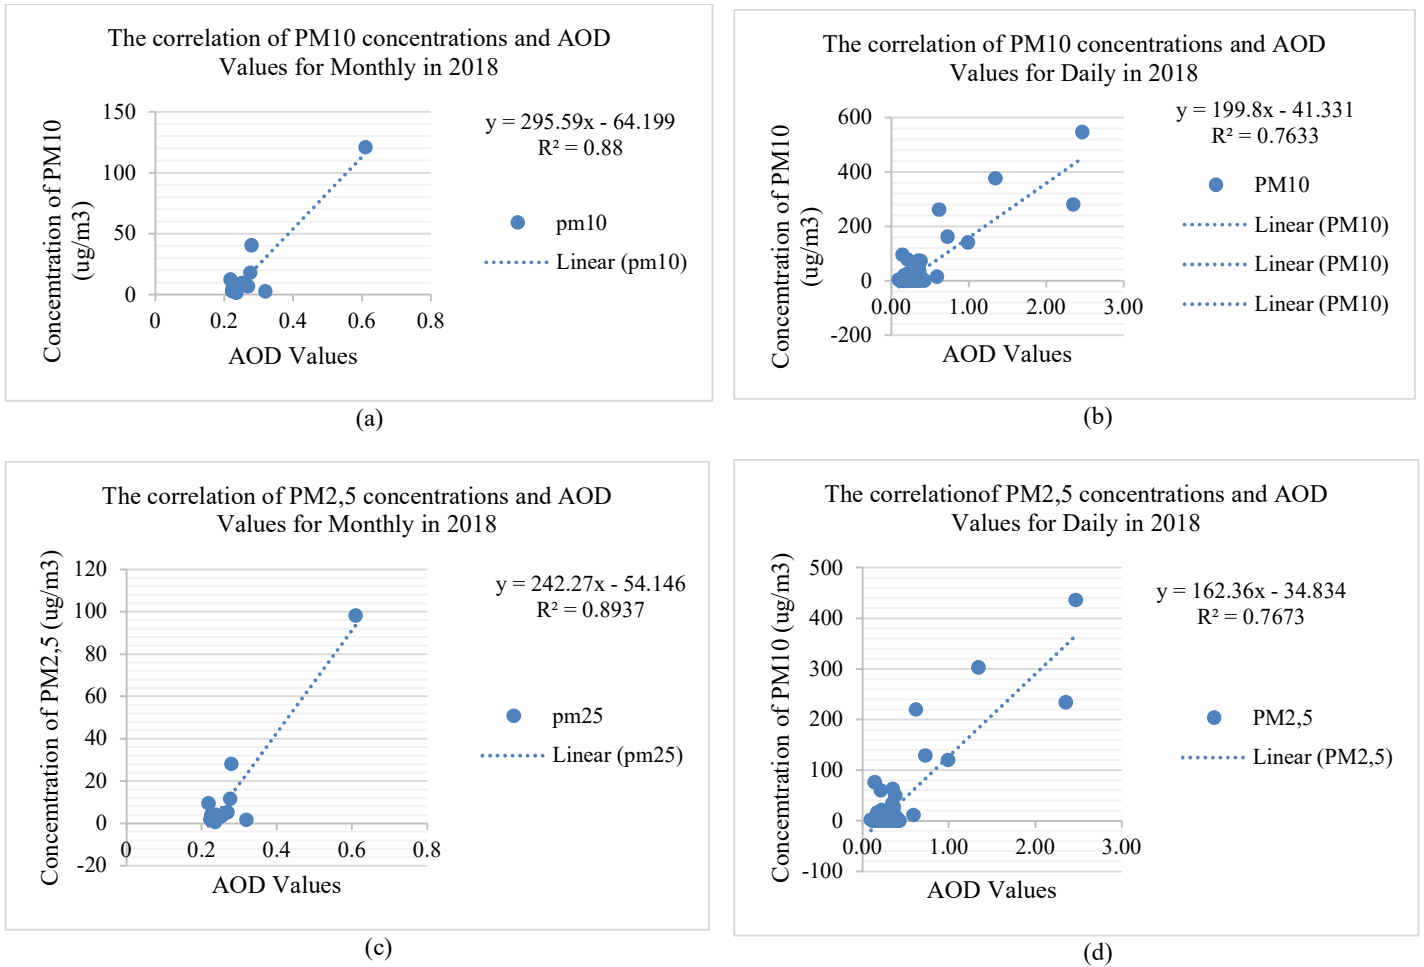 The correlation of PM10 concentrations and AOD
Values for Monthly in 2018
Concemtration of PM10
(ug/m3)
150
100
50
0
0
0.2
0.4
0.6
0.8
AOD Values
y = 295.59x - 64.199
R² = 0.88
pm10
Linear (pm10)
(a)
The correlation of PM10 concentrations and AOD
Values for Daily in 2018
Concemtration of PM10
(ug/m3)
600
400
200
0
-200
0.00
1.00
2.00
3.00
AOD Values
y = 199.8x - 41.331
R² = 0.7633
PM10
Linear (PM10)
Linear (PM10)
Linear (PM10)
(b)
The correlation of PM2,5 concentrations and AOD
Values for Monthly in 2018
Concemtration of PM2,5 (ug/m3)
120
100
80
60
40
20
0
-20
0
0.2
0.4
0.6
0.8
AOD Values
y = 242.27x - 54.146
R² = 0.8937
pm25
Linear (pm25)
(c)
The correlationof PM2,5 concentrations and AOD
Values for Daily in 2018
Concemtration of PM10 (ug/m3)
500
400
300
200
100
0
-100
0.00
1.00
2.00
3.00
AOD Values
y = 162.36x - 34.834
R² = 0.7673
PM2,5
Linear (PM2,5)
(d)